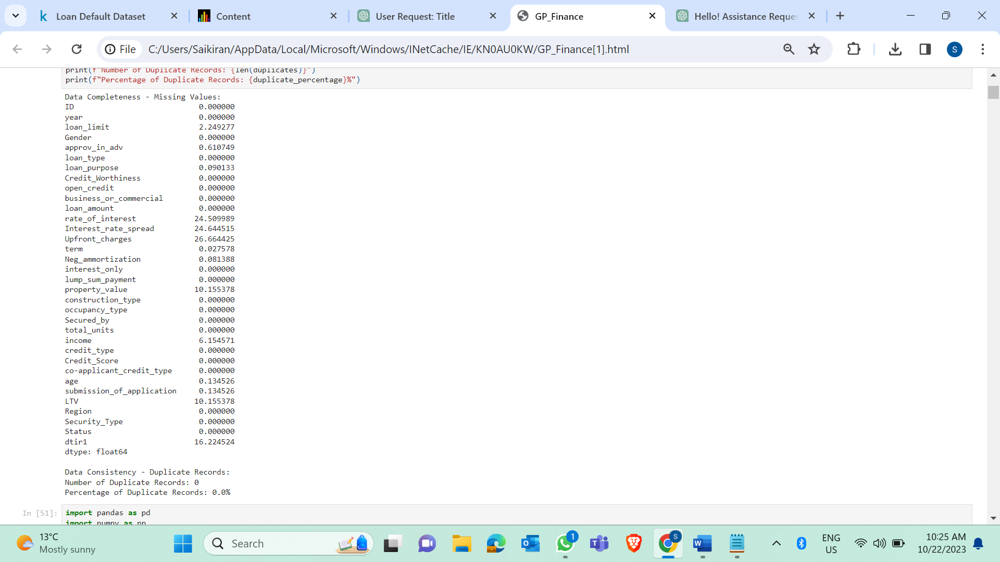 Loan Default Dataset
Content
User Request: Title
GP_Finance
Hello! Assistance Reques
File
C:/Users/Saikiran/AppData/Local/Microsoft/Windows/INetCache/IE/KN0AU0KW/GP_Finance[1].html
S
print(f"Number of Duplicate Records: {len(duplicates)}")
print(f"Percentage of Duplicate Records: {duplicate_percentage}%")
Data Completeness - Missing Values:
ID 0.000000
year 0.000000
loan_limit 2.249277
Gender 0.000000
approv_in_adv 0.610749
loan_type 0.000000
loan_purpose 0.090133
Credit_Worthiness 0.000000
open_credit 0.000000
business_or_commercial 0.000000
loan_amount 0.000000
rate_of_interest 24.509989
Interest_rate_spread 24.644515
Upfront_charges 26.664425
term 0.027578
Neg_ammortization 0.081388
interest_only 0.000000
lump_sum_payment 0.000000
property_value 10.155378
construction_type 0.000000
occupancy_type 0.000000
Secured_by 0.000000
total_units 0.000000
income 6.154571
credit_type 0.000000
Credit_Score 0.000000
co-applicant_credit_type 0.000000
age 0.134526
submission_of_application 0.134526
LTV 10.155378
Region 0.000000
Security_Type 0.000000
Status 0.000000
dtir1 16.224524
dtype: float64
Data Consistency - Duplicate Records:
Number of Duplicate Records: 0
Percentage of Duplicate Records: 0.0%
In [51]: import pandas as pd
import numpy as np
13°C
Mostly sunny
Search
1
S
ENG
US
10:25 AM
10/22/2023